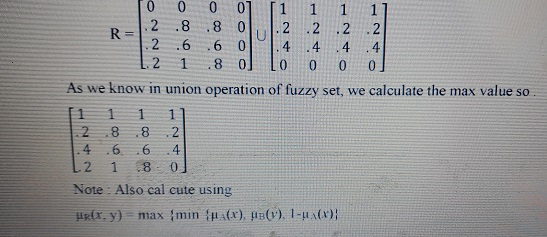 0 0 0 0 1 1 1 1
R = .2 .8 .8 0 ∪ .2 .2 .2 .2
.2 .6 .6 0 .4 .4 .4 .4
.2 1 .8 0 0 0 0 0
As we know in union operation of fuzzy set, we calculate the max value so .
1 1 1 1
.2 .8 .8 .2
.4 .6 .6 .4
.2 1 .8 0
Note : Also cal cute using
μR(x, y) = max {min {μA(x), μB(y), 1-μA(x)}